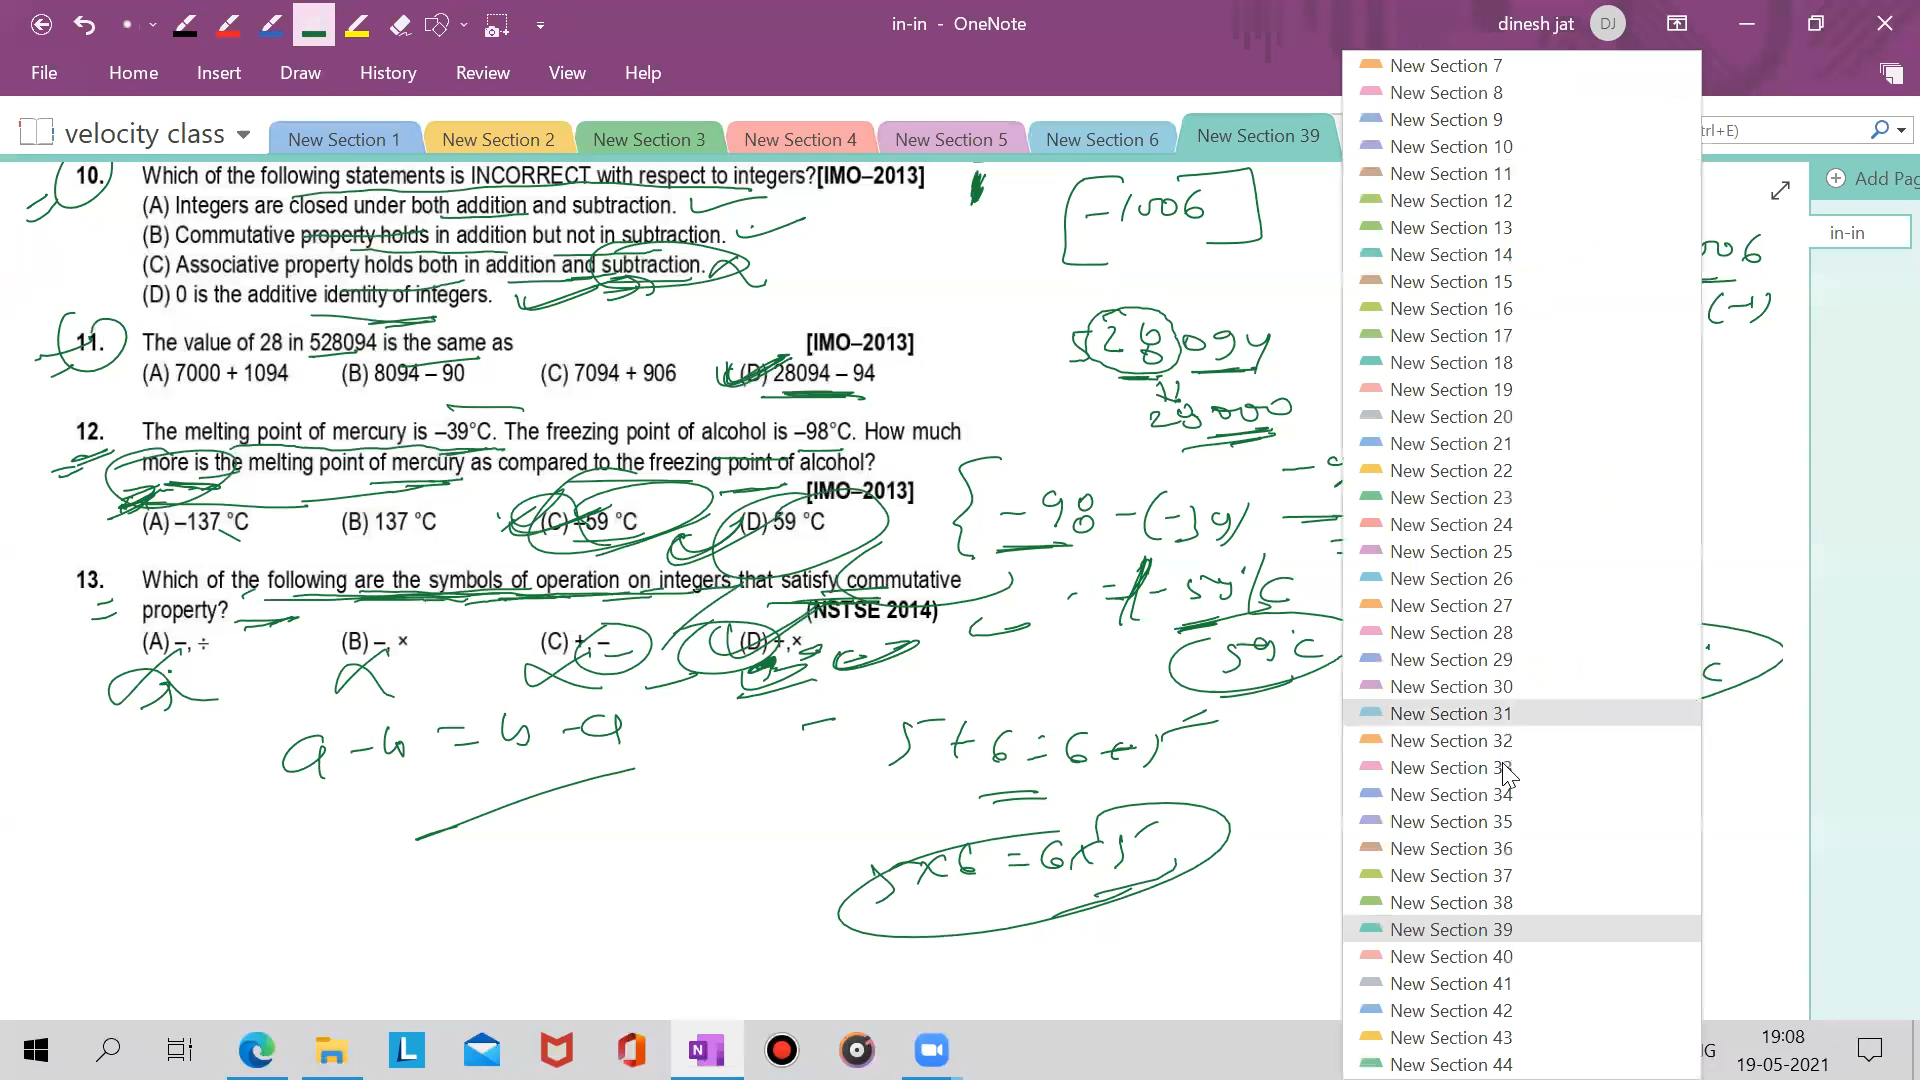 in-in - OneNote
dinesh jat
DJ
File Home Insert Draw History Review View Help
velocity class
New Section 1
New Section 2
New Section 3
New Section 4
New Section 5
New Section 6
New Section 39
trl+E)
Add Pag
in-in
10. Which of the following statements is INCORRECT with respect to integers?[IMO–2013]
(A) Integers are closed under both addition and subtraction.
(B) Commutative property holds in addition but not in subtraction.
(C) Associative property holds both in addition and subtraction.
(D) 0 is the additive identity of integers.
11. The value of 28 in 528094 is the same as [IMO–2013]
(A) 7000 + 1094 (B) 8094 – 90 (C) 7094 + 906 (D) 28094 – 94
12. The melting point of mercury is –39°C. The freezing point of alcohol is –98°C. How much
more is the melting point of mercury as compared to the freezing point of alcohol?
[IMO–2013]
(A) –137 °C (B) 137 °C (C) –59 °C (D) 59 °C
13. Which of the following are the symbols of operation on integers that satisfy commutative
property? (NSTSE 2014)
(A) –, ÷ (B) –, × (C) +, – (D) +,×
-1006
006
(-1)
528094
28000
-98 -(-39)
= -59°C
59°C
a - b = b - a
5 + 6 = 6 + 5
5 x 6 = 6 x 5
New Section 7
New Section 8
New Section 9
New Section 10
New Section 11
New Section 12
New Section 13
New Section 14
New Section 15
New Section 16
New Section 17
New Section 18
New Section 19
New Section 20
New Section 21
New Section 22
New Section 23
New Section 24
New Section 25
New Section 26
New Section 27
New Section 28
New Section 29
New Section 30
New Section 31
New Section 32
New Section 33
New Section 34
New Section 35
New Section 36
New Section 37
New Section 38
New Section 39
New Section 40
New Section 41
New Section 42
New Section 43
New Section 44
NG
19:08
19-05-2021